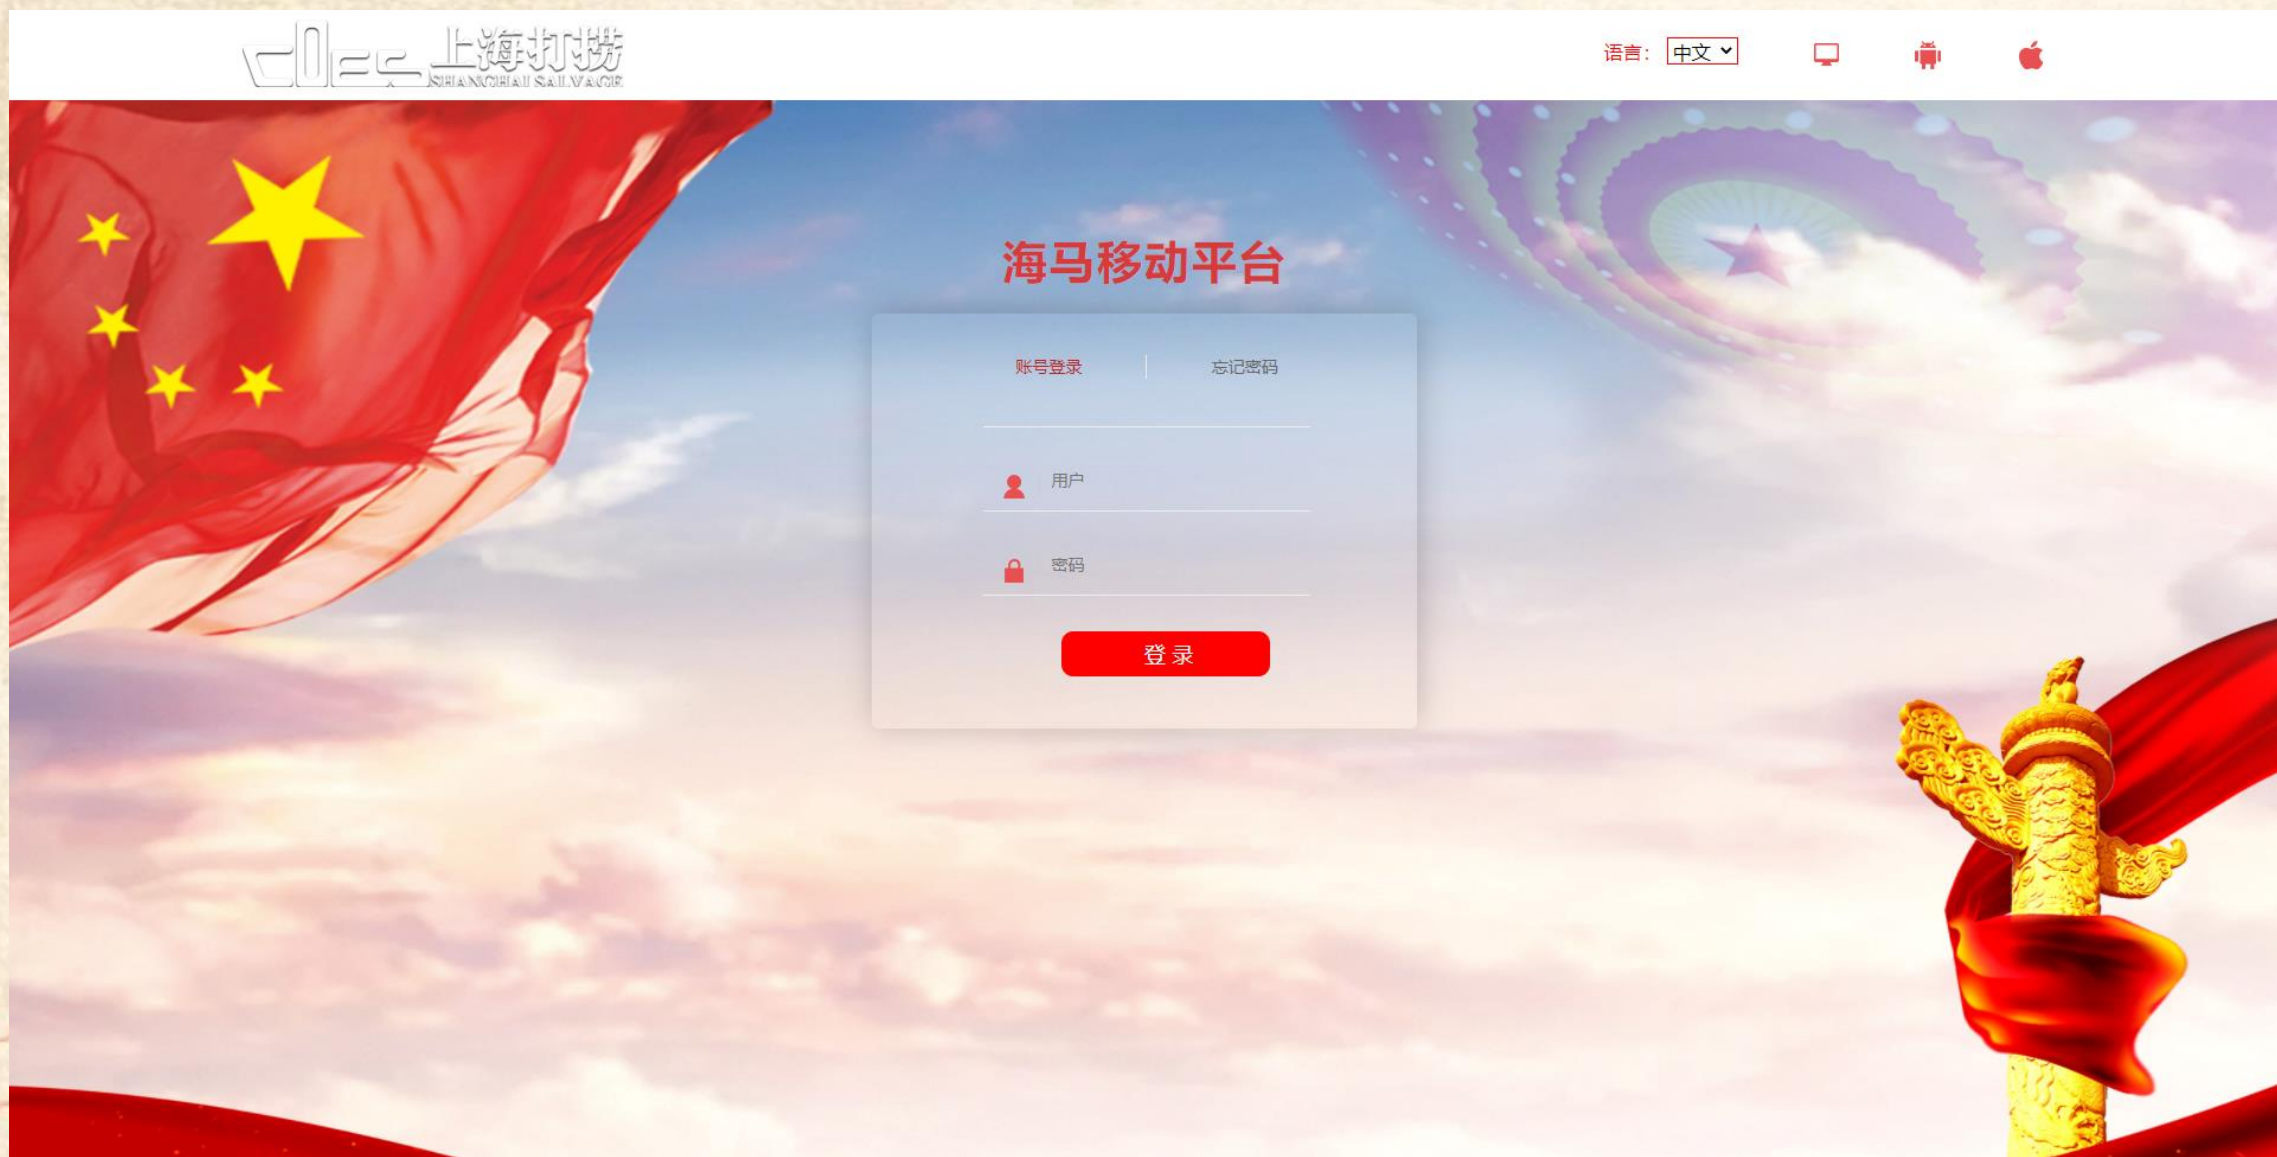 上海打捞
SHANGHAI SALVAGE
语言: 中文
海马移动平台
账号登录 忘记密码
用户
密码
登 录